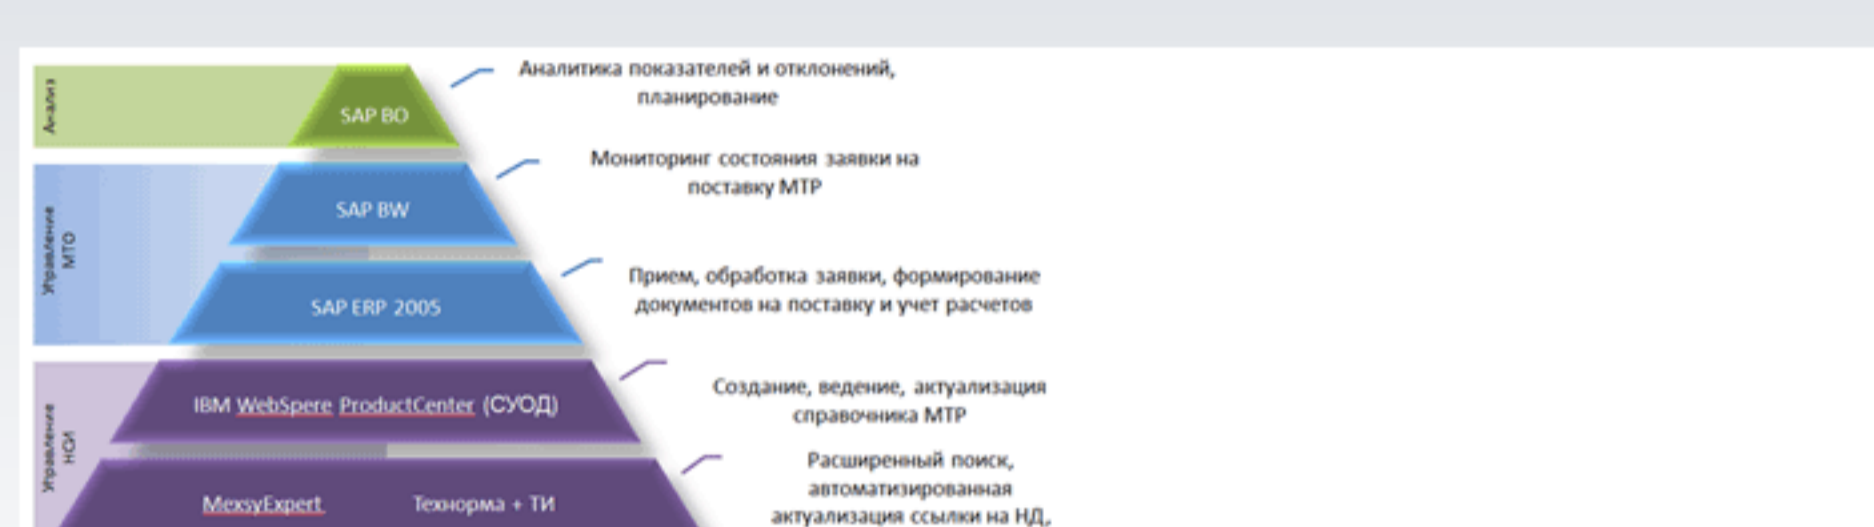 Анализ
SAP BO
Аналитика показателей и отклонений,
планирование
Управление
МТО
SAP BW
Мониторинг состояния заявки на
поставку МТР
SAP ERP 2005
Прием, обработка заявки, формирование
документов на поставку и учет расчетов
Управление
НСИ
IBM WebSpere ProductCenter (СУОД)
Создание, ведение, актуализация
справочника МТР
MexsyExpert
Технорма + ТИ
Расширенный поиск,
автоматизированная
актуализация ссылки на НД,